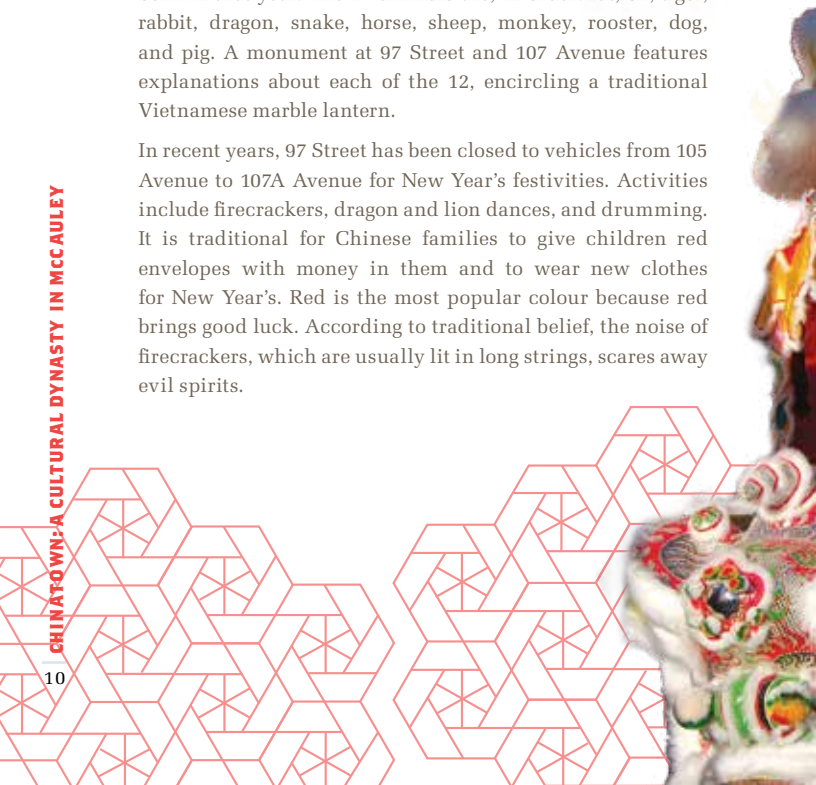 rabbit, dragon, snake, horse, sheep, monkey, rooster, dog,
and pig. A monument at 97 Street and 107 Avenue features
explanations about each of the 12, encircling a traditional
Vietnamese marble lantern.
In recent years, 97 Street has been closed to vehicles from 105
Avenue to 107A Avenue for New Year’s festivities. Activities
include firecrackers, dragon and lion dances, and drumming.
It is traditional for Chinese families to give children red
envelopes with money in them and to wear new clothes
for New Year’s. Red is the most popular colour because red
brings good luck. According to traditional belief, the noise of
firecrackers, which are usually lit in long strings, scares away
evil spirits.
CHINATOWN: A CULTURAL DYNASTY IN MCCAULEY
10